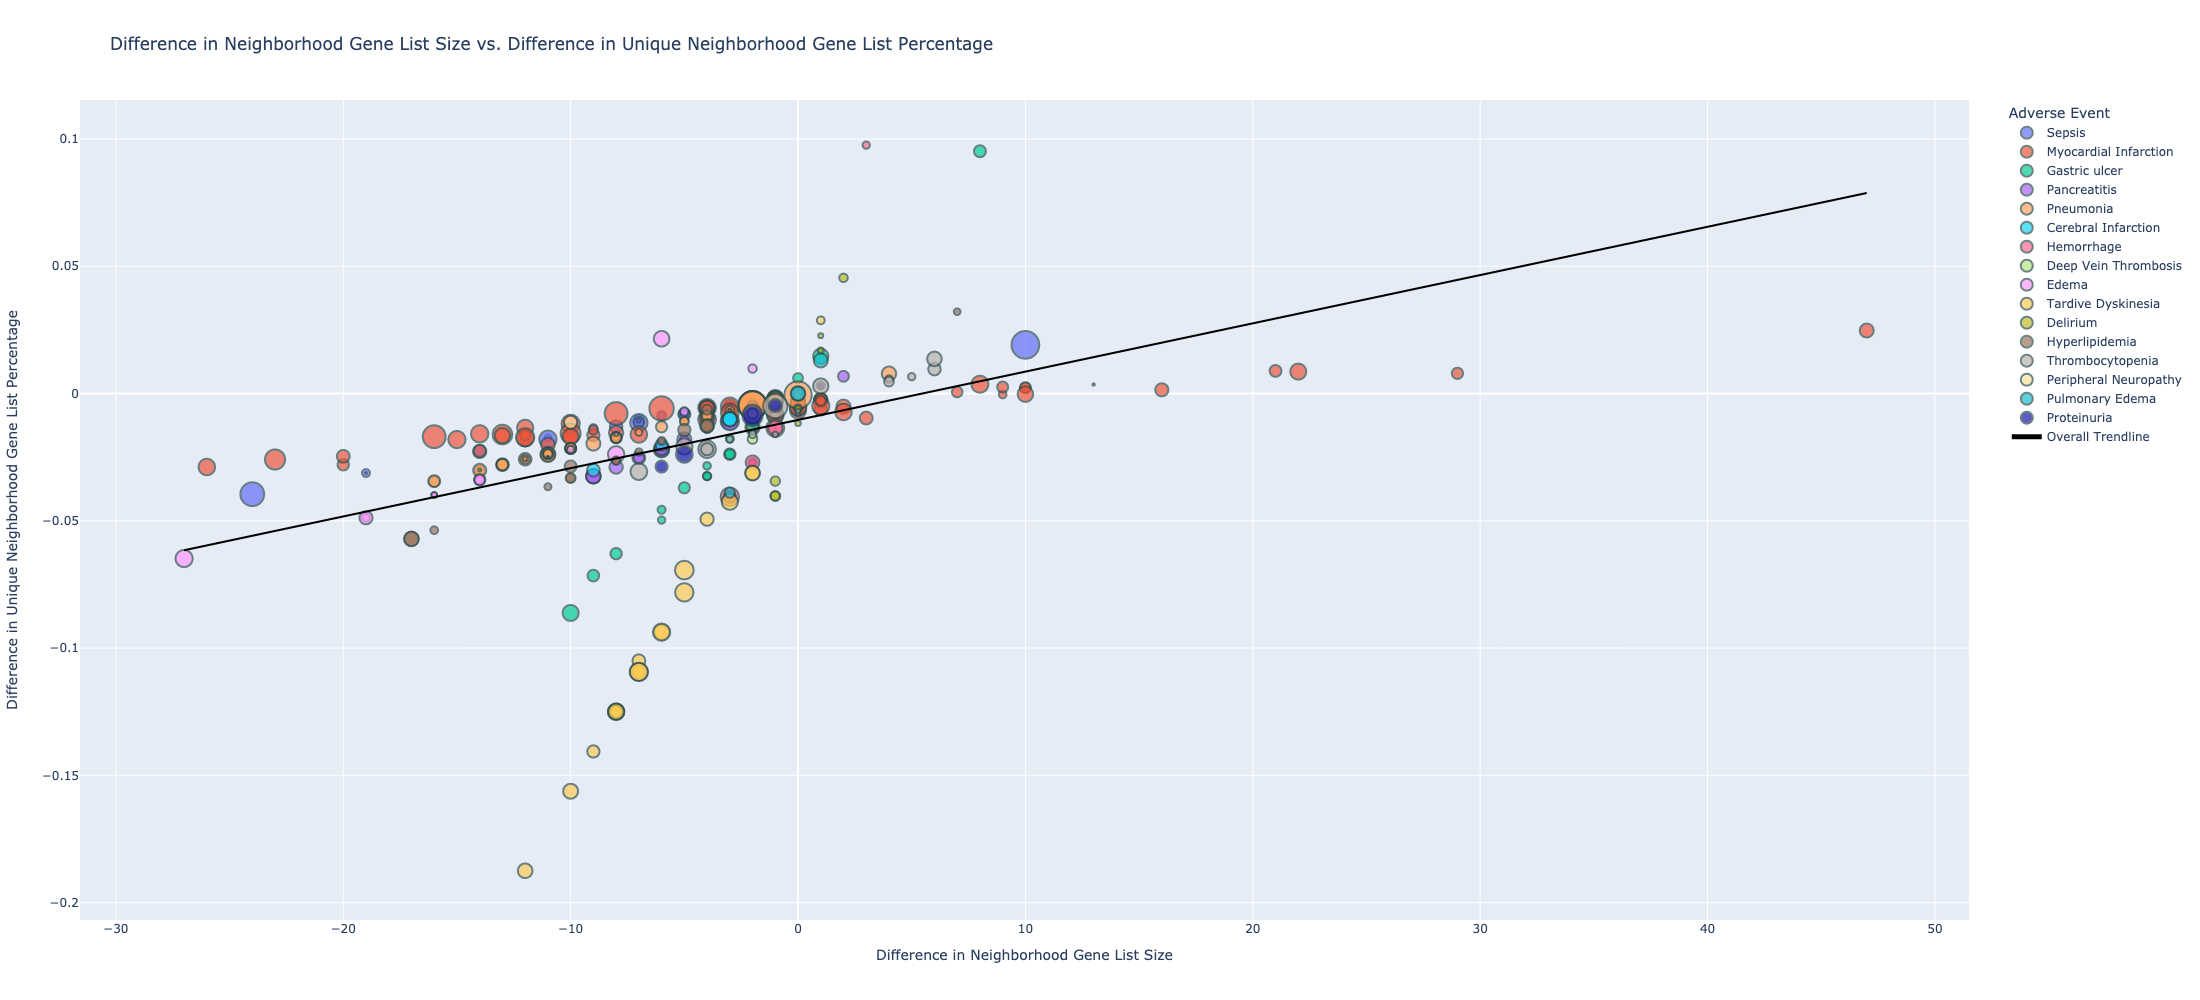 Difference in Neighborhood Gene List Size vs. Difference in Unique Neighborhood Gene List Percentage
Difference in Unique Neighborhood Gene List Percentage
0.1
0.05
0
−0.05
−0.1
−0.15
−0.2
−30
−20
−10
0
10
20
30
40
50
Difference in Neighborhood Gene List Size
Adverse Event
Sepsis
Myocardial Infarction
Gastric ulcer
Pancreatitis
Pneumonia
Cerebral Infarction
Hemorrhage
Deep Vein Thrombosis
Edema
Tardive Dyskinesia
Delirium
Hyperlipidemia
Thrombocytopenia
Peripheral Neuropathy
Pulmonary Edema
Proteinuria
Overall Trendline